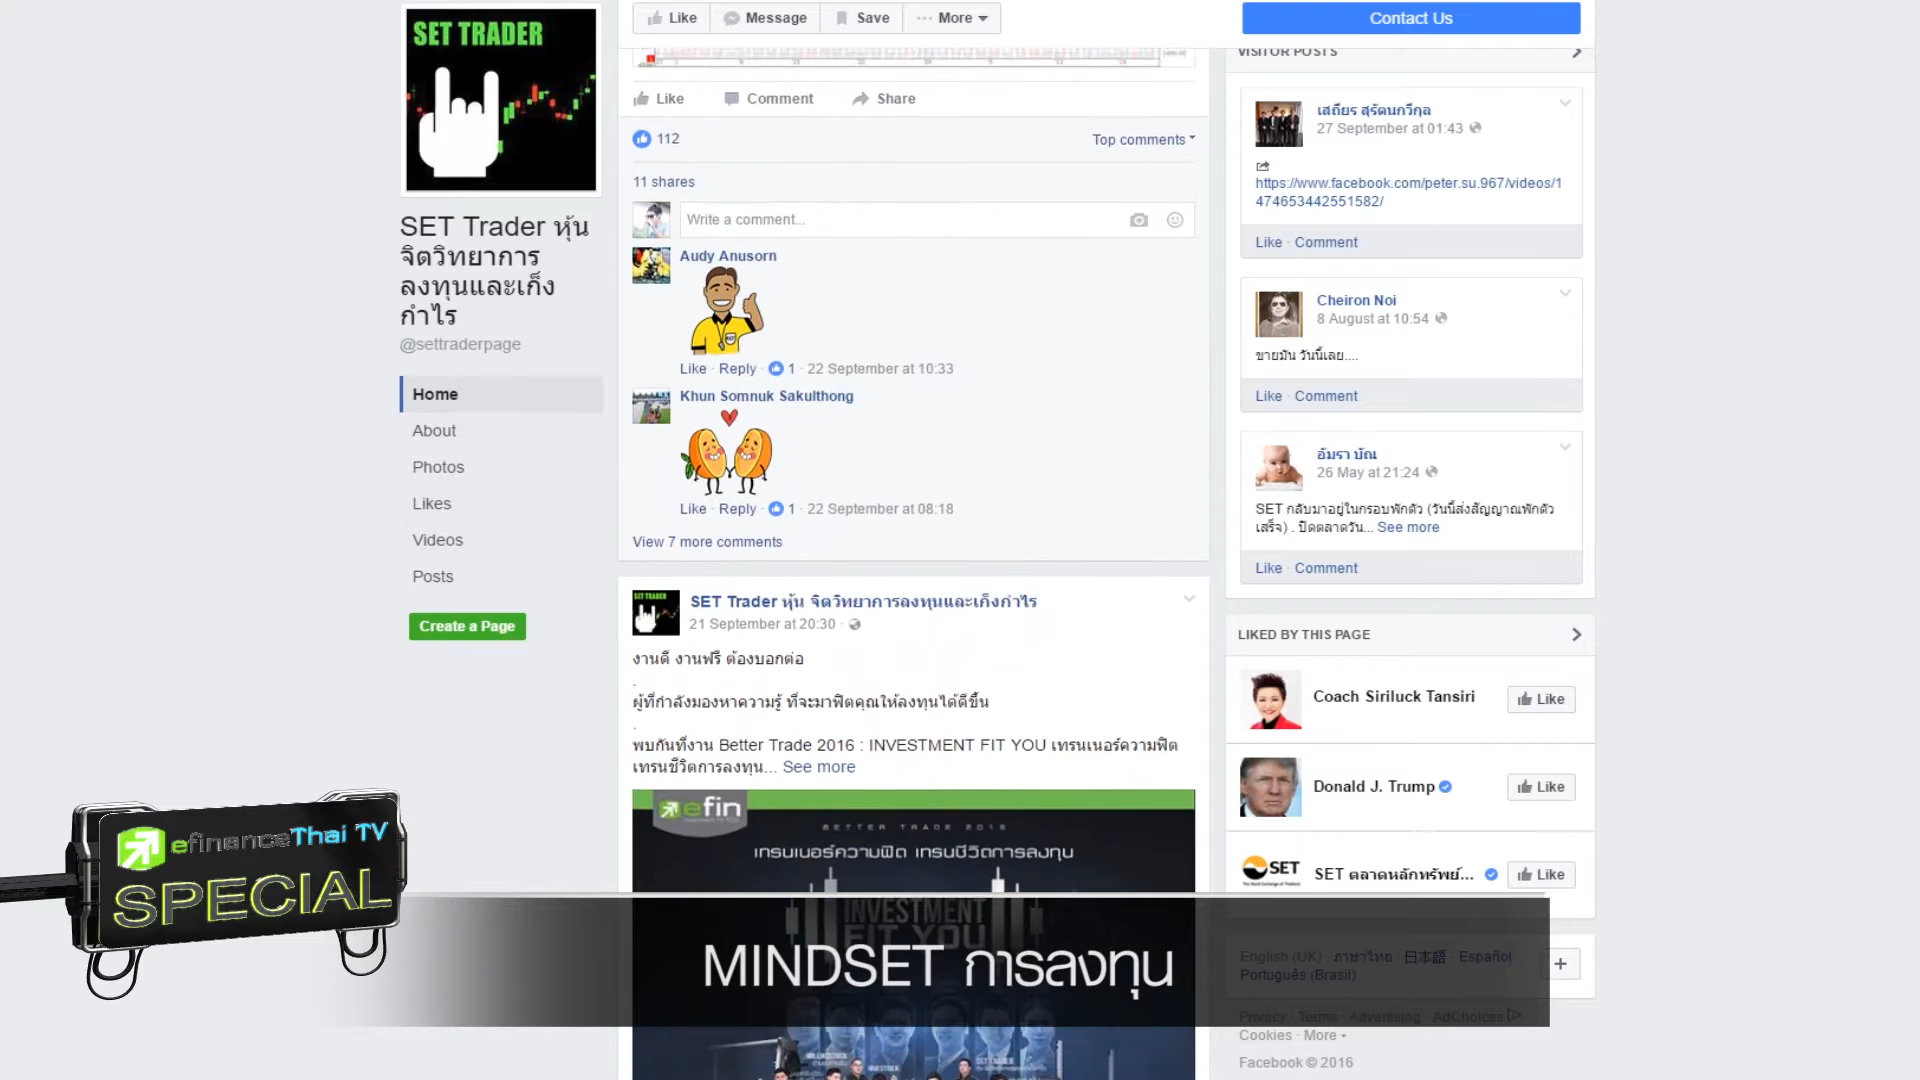 SET TRADER
SET Trader หุ้น
จิตวิทยาการ
ลงทุนและเก็ง
กำไร
@settraderpage
Home
About
Photos
Likes
Videos
Posts
Create a Page
Like
Message
Save
More
Contact Us
Like
Comment
Share
112
Top comments
11 shares
Write a comment...
Audy Anusorn
Like · Reply · 1 · 22 September at 10:33
Khun Somnuk Sakulthong
Like · Reply · 1 · 22 September at 08:18
View 7 more comments
SET TRADER
SET Trader หุ้น จิตวิทยาการลงทุนและเก็งกำไร
21 September at 20:30 ·
งานดี งานฟรี ต้องบอกต่อ
.
ผู้ที่กำลังมองหาความรู้ ที่จะมาฟิตคุณให้ลงทุนได้ดีขึ้น
.
พบกันที่งาน Better Trade 2016 : INVESTMENT FIT YOU เทรนเนอร์ความฟิต
เทรนชีวิตการลงทุน... See more
efin
BETTER TRADE 2016
เทรนเนอร์ความฟิต เทรนชีวิตการลงทุน
INVESTMENT
FIT YOU
VISITOR POSTS
เสถียร สุรัตนกวีกุล
27 September at 01:43
https://www.facebook.com/peter.su.967/videos/1
474653442551582/
Like · Comment
Cheiron Noi
8 August at 10:54
ขายมัน วันนี้เลย....
Like · Comment
อัมรา บัณ
26 May at 21:24
SET กลับมาอยู่ในกรอบพักตัว (วันนี้ส่งสัญญาณพักตัว
เสร็จ) . ปิดตลาดวัน... See more
Like · Comment
LIKED BY THIS PAGE
Coach Siriluck Tansiri
Like
Donald J. Trump
Like
SET
The Stock Exchange of Thailand
SET ตลาดหลักทรัพย์...
Like
English (UK) · ภาษาไทย · 日本語 · Español ·
Português (Brasil)
Privacy · Terms · Advertising · AdChoices
Cookies · More
Facebook © 2016
efinanceThai TV
SPECIAL
MINDSET การลงทุน